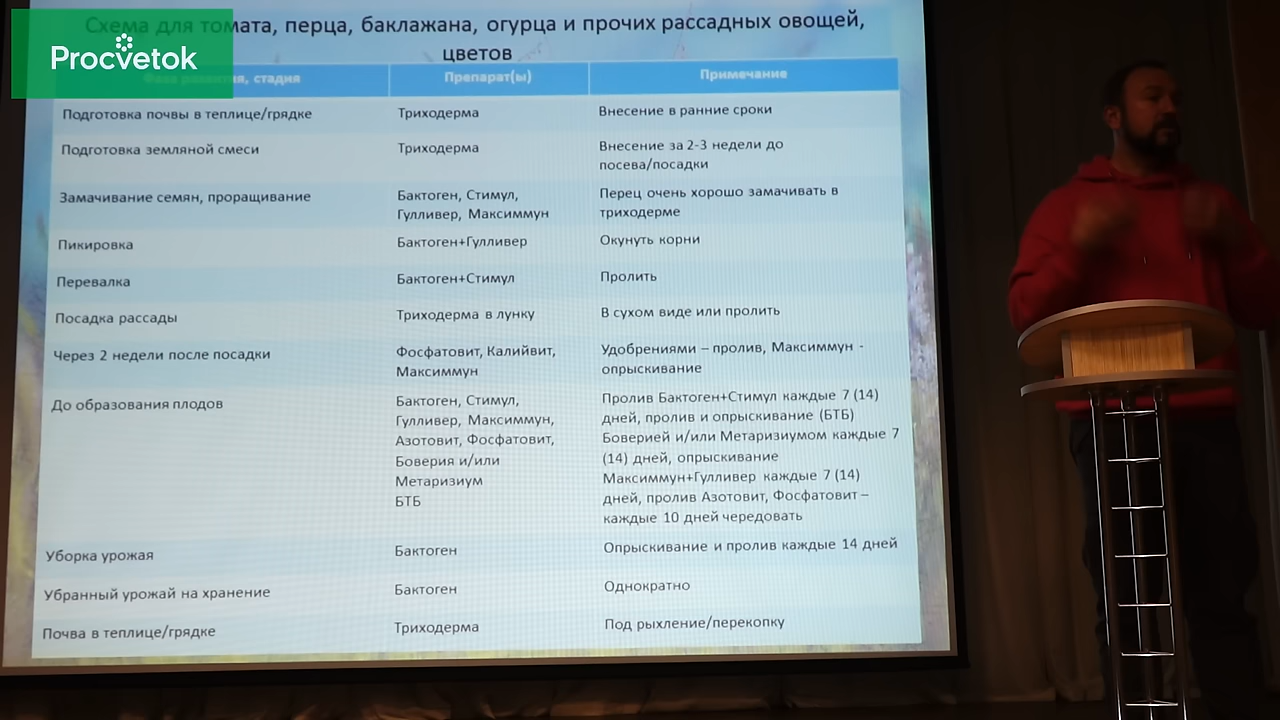 Схема для томата, перца, баклажана, огурца и прочих рассадных овощей,
цветов
Procvetok
Фаза развития, стадия Препарат(ы) Примечание
Подготовка почвы в теплице/грядке Триходерма Внесение в ранние сроки
Подготовка земляной смеси Триходерма Внесение за 2-3 недели до
посева/посадки
Замачивание семян, проращивание Бактоген, Стимул, Перец очень хорошо замачивать в
Гулливер, Максиммун триходерме
Пикировка Бактоген+Гулливер Окунуть корни
Перевалка Бактоген+Стимул Пролить
Посадка рассады Триходерма в лунку В сухом виде или пролить
Через 2 недели после посадки Фосфатовит, Калийвит, Удобрениями – пролив, Максиммун -
Максиммун опрыскивание
До образования плодов Бактоген, Стимул, Пролив Бактоген+Стимул каждые 7 (14)
Гулливер, Максиммун, дней, пролив и опрыскивание (БТБ)
Азотовит, Фосфатовит, Боверией и/или Метаризиумом каждые 7
Боверия и/или (14) дней, опрыскивание
Метаризиум Максиммун+Гулливер каждые 7 (14)
БТБ дней, пролив Азотовит, Фосфатовит –
каждые 10 дней чередовать
Уборка урожая Бактоген Опрыскивание и пролив каждые 14 дней
Убранный урожай на хранение Бактоген Однократно
Почва в теплице/грядке Триходерма Под рыхление/перекопку